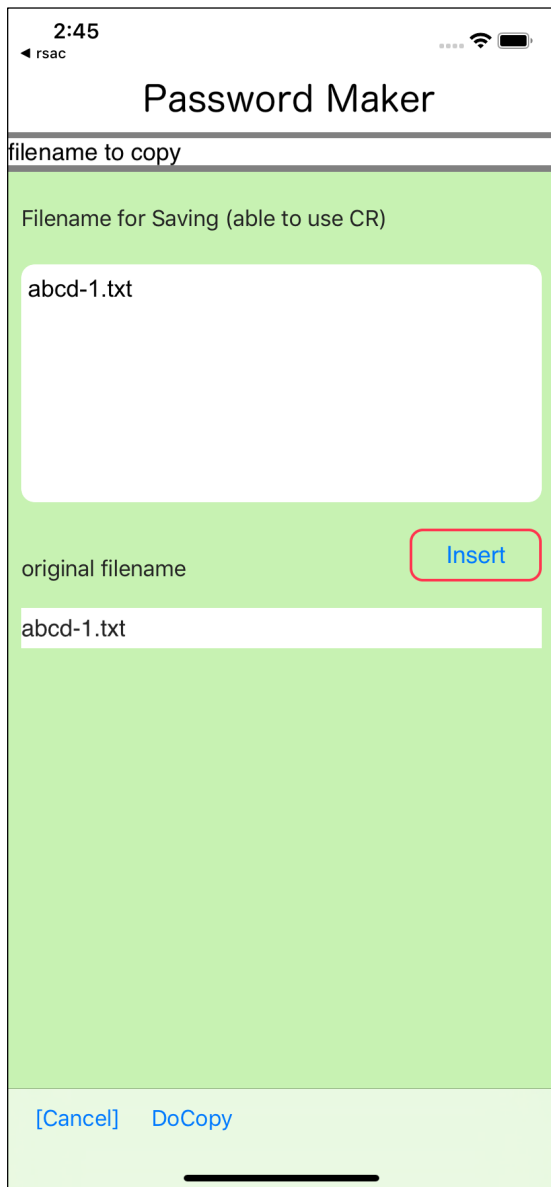 2:45
◀ rsac
Password Maker
filename to copy
Filename for Saving (able to use CR)
abcd-1.txt
Insert
original filename
abcd-1.txt
[Cancel] DoCopy